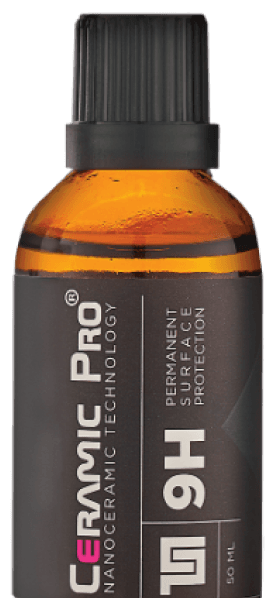 CERAMIC PRO®
NANOCERAMIC TECHNOLOGY
9H
PERMANENT
SURFACE
PROTECTION
50 ML